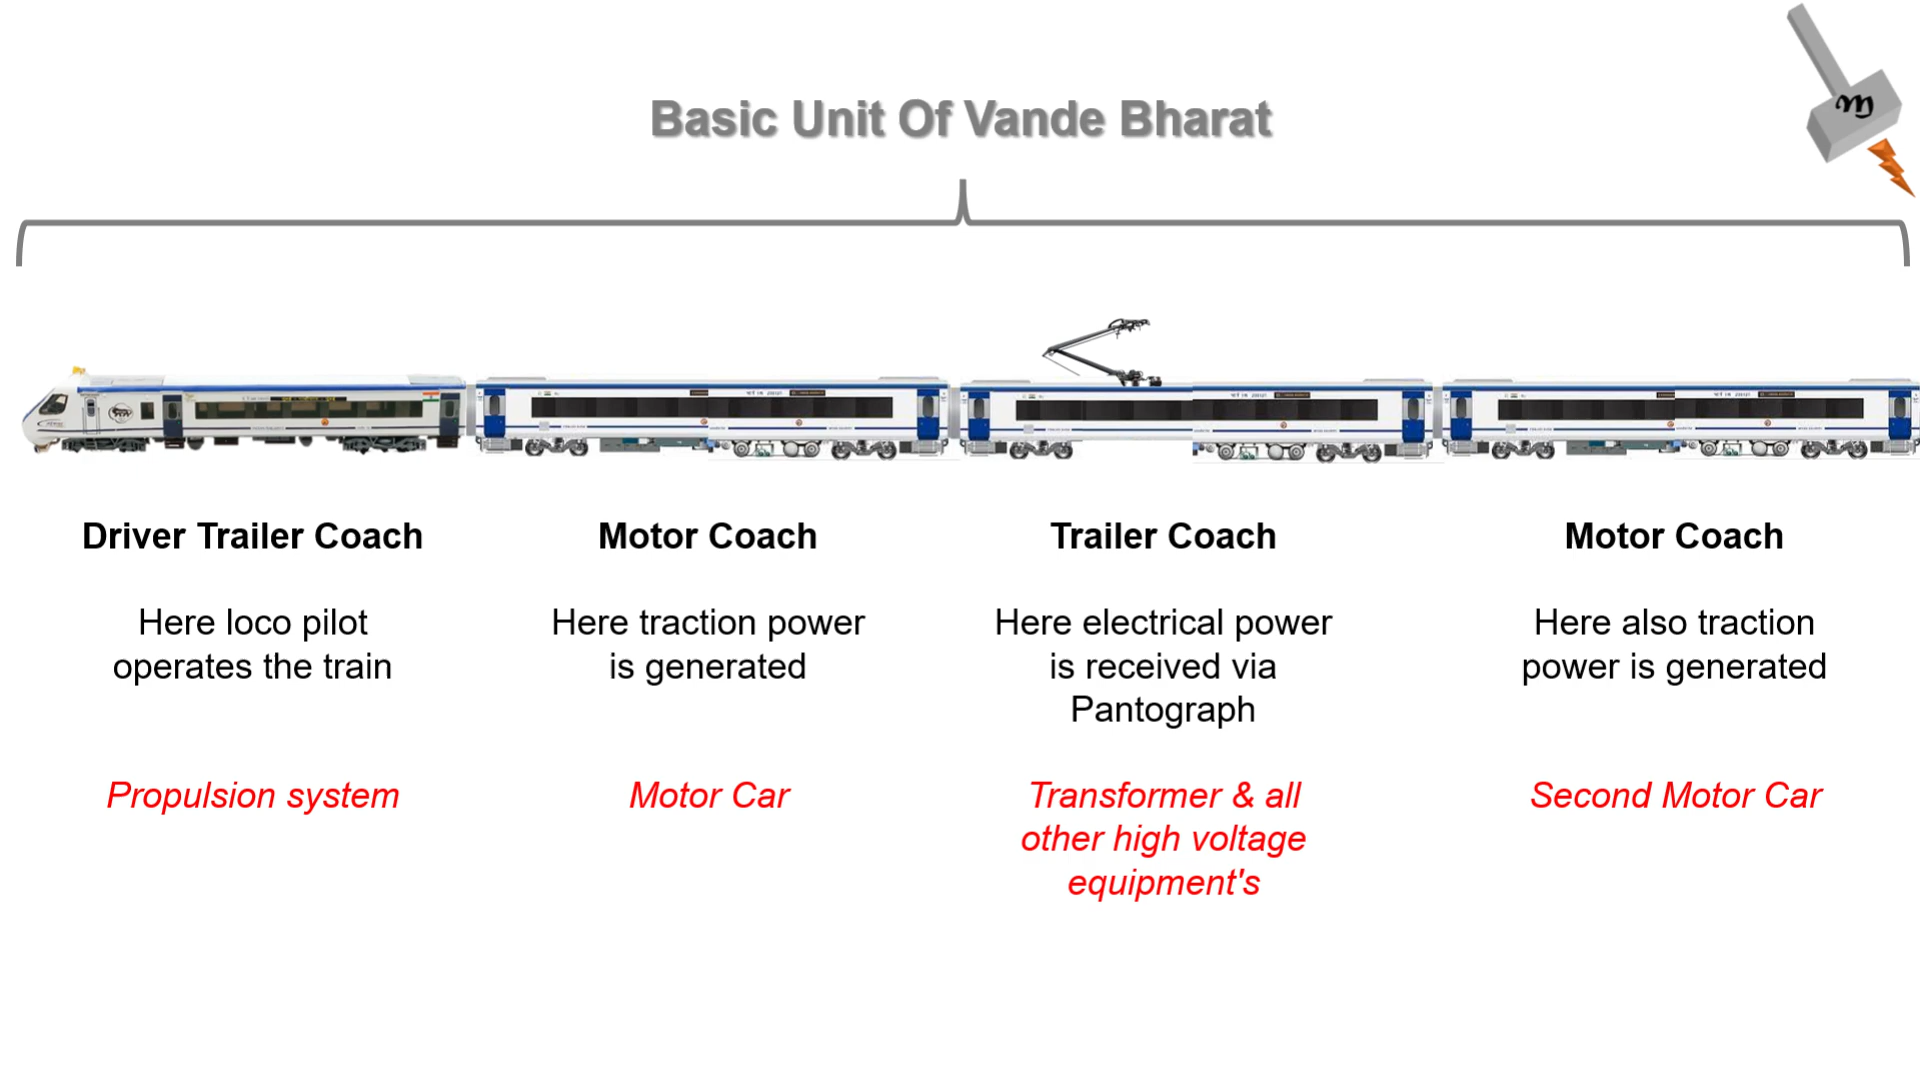 Basic Unit Of Vande Bharat
Driver Trailer Coach
Motor Coach
Trailer Coach
Motor Coach
Here loco pilot
operates the train
Here traction power
is generated
Here electrical power
is received via
Pantograph
Here also traction
power is generated
Propulsion system
Motor Car
Transformer & all
other high voltage
equipment's
Second Motor Car